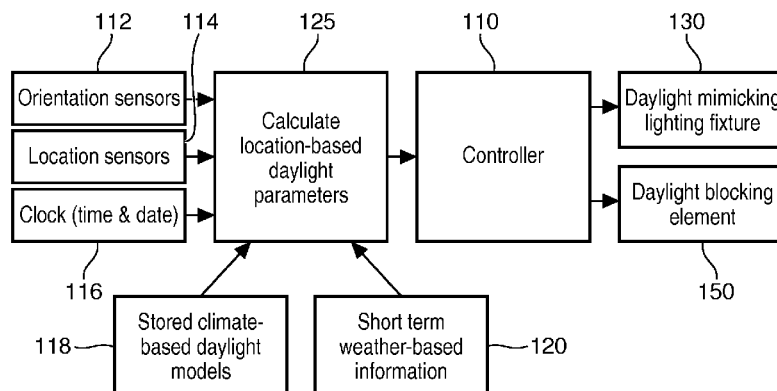 112
114
125
110
130
Orientation sensors
Location sensors
Clock (time & date)
Calculate
location-based
daylight
parameters
Controller
Daylight mimicking
lighting fixture
Daylight blocking
element
116
150
118
Stored climate-
based daylight
models
Short term
weather-based
information
120